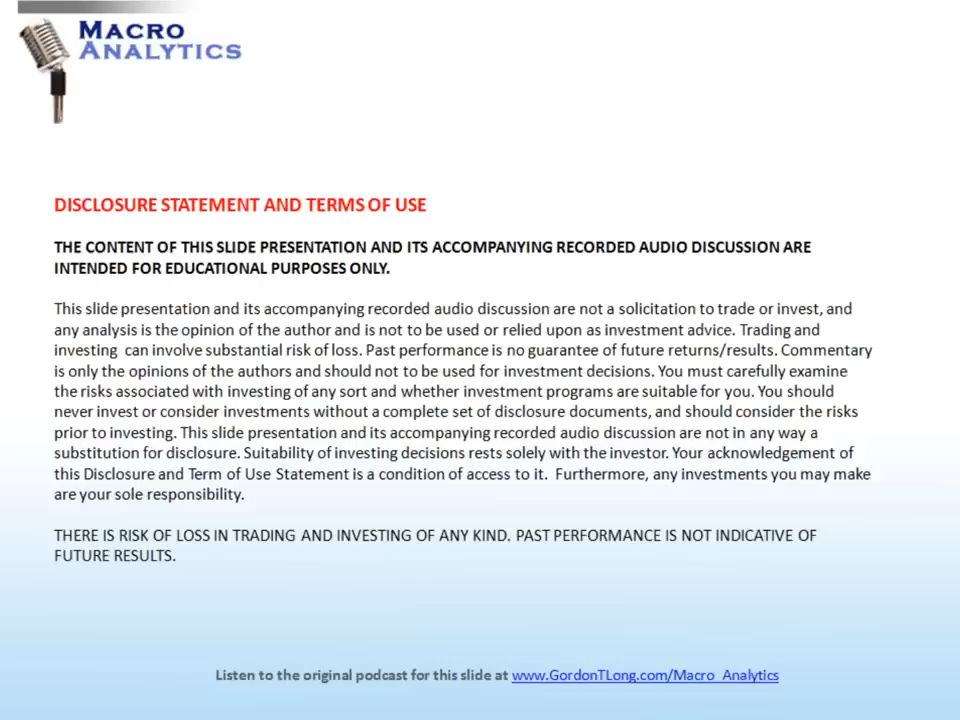 MACRO
ANALYTICS
DISCLOSURE STATEMENT AND TERMS OF USE
THE CONTENT OF THIS SLIDE PRESENTATION AND ITS ACCOMPANYING RECORDED AUDIO DISCUSSION ARE
INTENDED FOR EDUCATIONAL PURPOSES ONLY.
This slide presentation and its accompanying recorded audio discussion are not a solicitation to trade or invest, and
any analysis is the opinion of the author and is not to be used or relied upon as investment advice. Trading and
investing can involve substantial risk of loss. Past performance is no guarantee of future returns/results. Commentary
is only the opinions of the authors and should not to be used for investment decisions. You must carefully examine
the risks associated with investing of any sort and whether investment programs are suitable for you. You should
never invest or consider investments without a complete set of disclosure documents, and should consider the risks
prior to investing. This slide presentation and its accompanying recorded audio discussion are not in any way a
substitution for disclosure. Suitability of investing decisions rests solely with the investor. Your acknowledgement of
this Disclosure and Term of Use Statement is a condition of access to it. Furthermore, any investments you may make
are your sole responsibility.
THERE IS RISK OF LOSS IN TRADING AND INVESTING OF ANY KIND. PAST PERFORMANCE IS NOT INDICATIVE OF
FUTURE RESULTS.
Listen to the original podcast for this slide at www.GordonTLong.com/Macro_Analytics